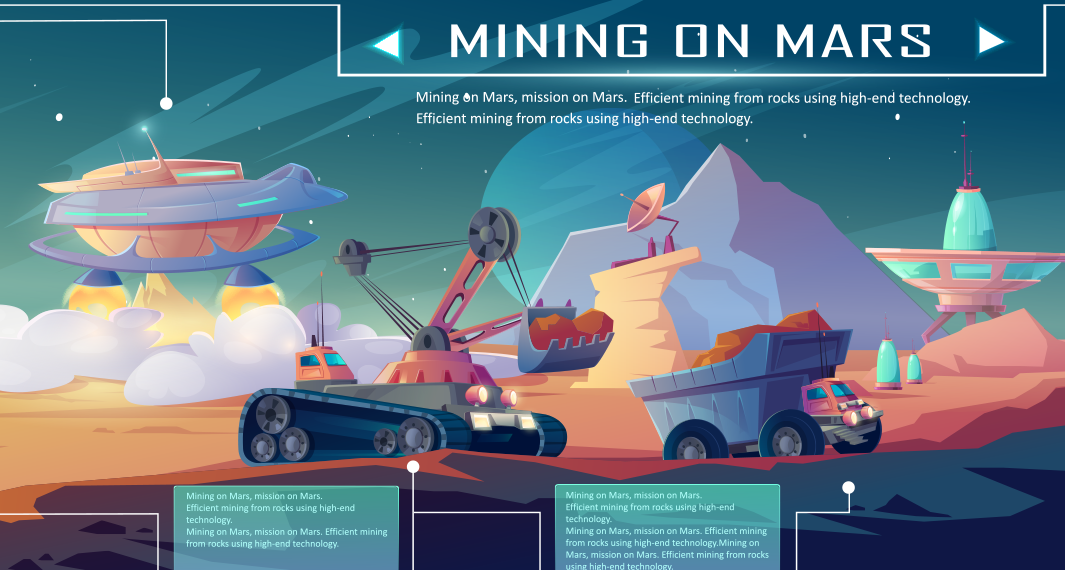 MINING ON MARS
Mining on Mars, mission on Mars. Efficient mining from rocks using high-end technology.
Efficient mining from rocks using high-end technology.
Mining on Mars, mission on Mars.
Efficient mining from rocks using high-end
technology.
Mining on Mars, mission on Mars. Efficient mining
from rocks using high-end technology.
Mining on Mars, mission on Mars.
Efficient mining from rocks using high-end
technology.
Mining on Mars, mission on Mars. Efficient mining
from rocks using high-end technology.Mining on
Mars, mission on Mars. Efficient mining from rocks
using high-end technology.